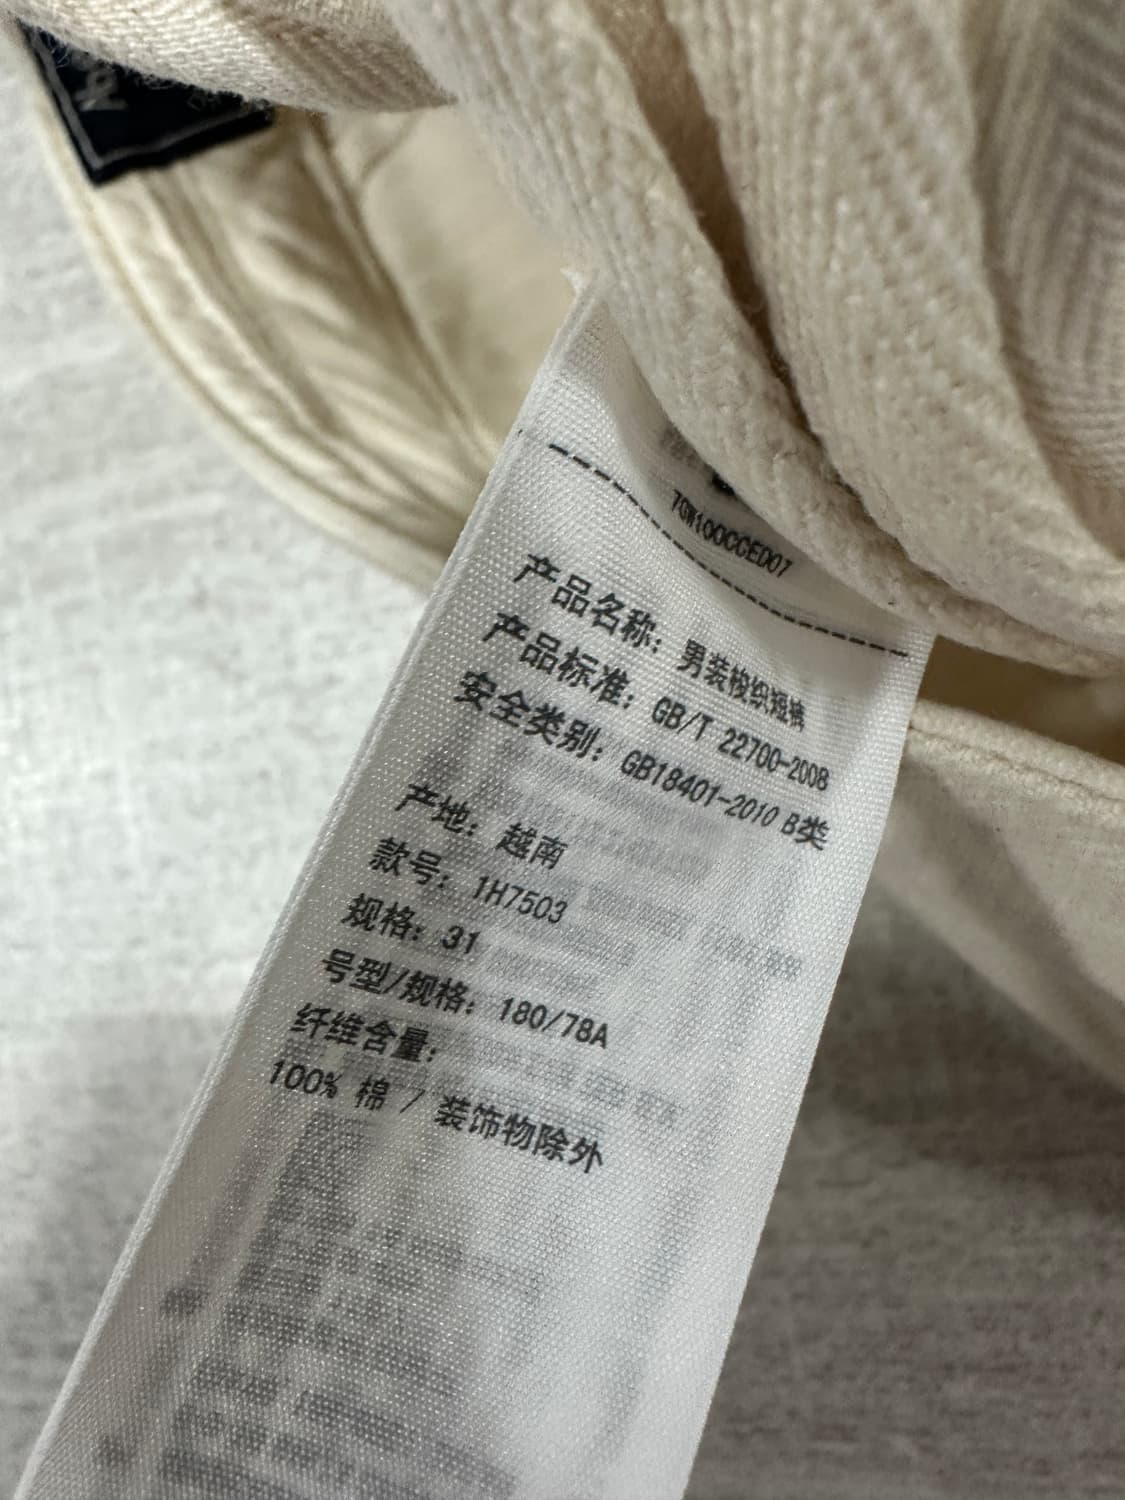 7GW100CCED07
产品名称: 男装梭织短裤
产品标准: GB/T 22700-2008
安全类别: GB18401-2010 B类
产地: 越南
款号: 1H7503
规格: 31
号型/规格: 180/78A
纤维含量:
100% 棉 / 装饰物除外